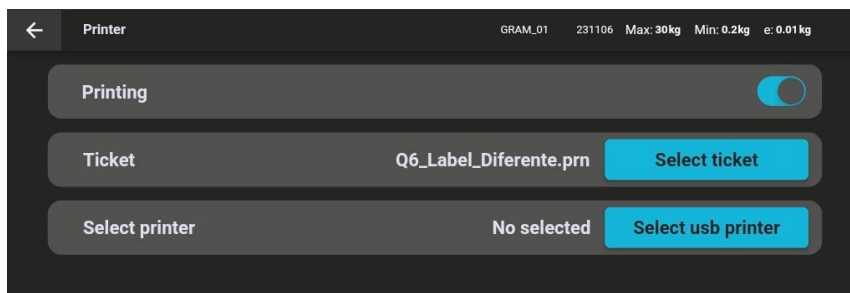 Printer GRAM_01 231106 Max: 30kg Min: 0.2kg e: 0.01kg
Printing
Ticket Q6_Label_Diferente.prn Select ticket
Select printer No selected Select usb printer